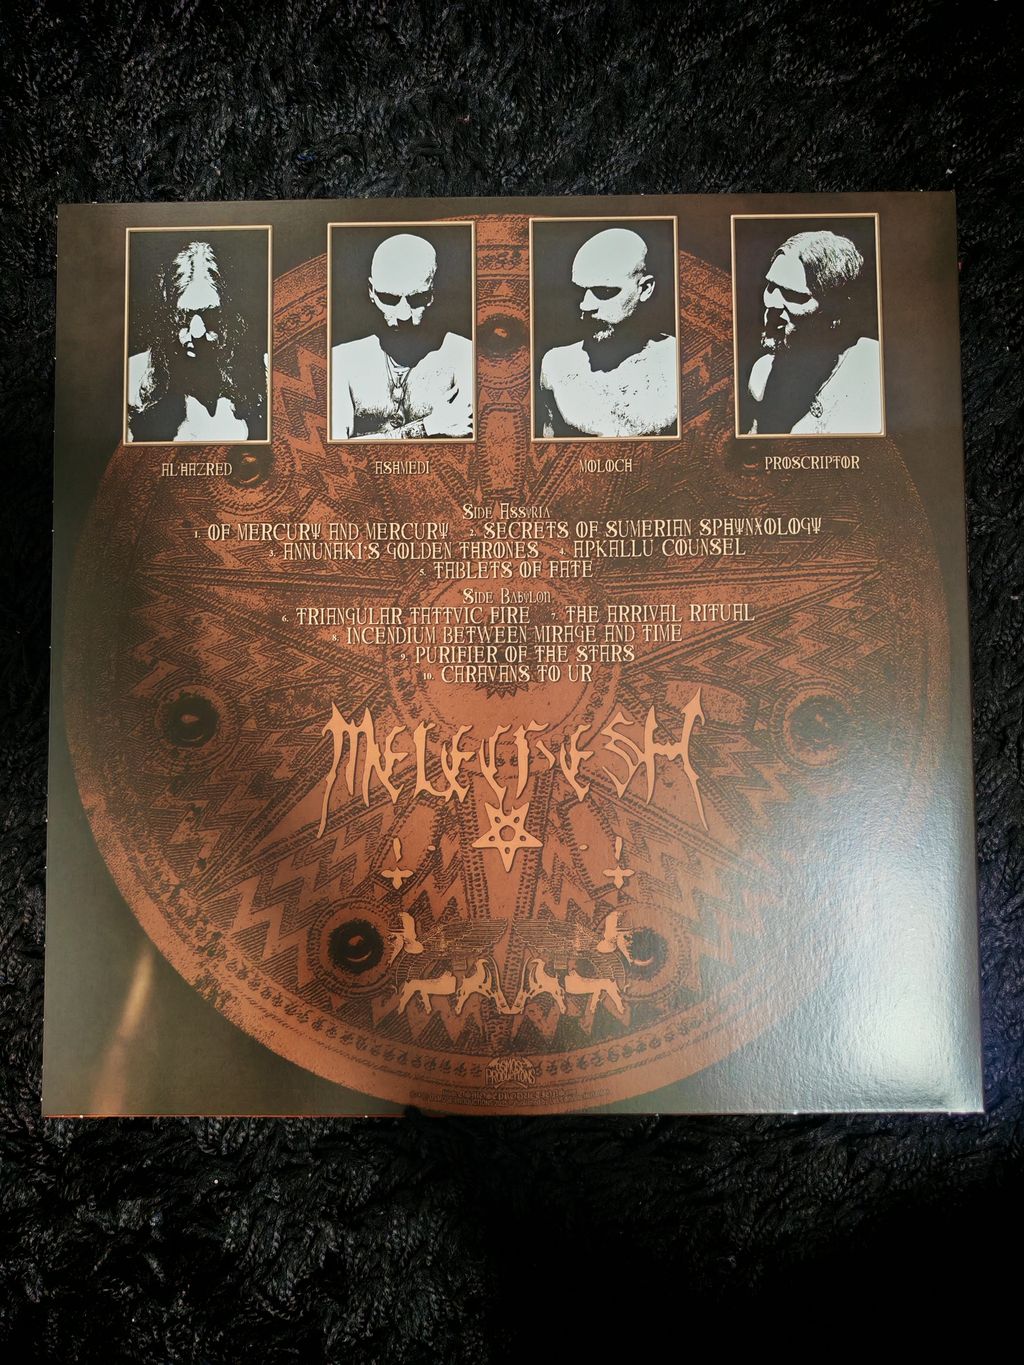 AL'HAZRED ASHMEDI MOLOCH PROSCRIPTOR
Side Assyria
1. OF MERCURY AND MERCURY 2. SECRETS OF SUMERIAN SPHYNXOLOGY
3. ANNUNAKI'S GOLDEN THRONES 4. APKALLU COUNSEL
5. TABLETS OF FATE
Side Babylon
6. TRIANGULAR TATTVIC FIRE 7. THE ARRIVAL RITUAL
8. INCENDIUM BETWEEN MIRAGE AND TIME
9. PURIFIER OF THE STARS
10. CARAVANS TO UR
MELECHESH
OSMOSE
PRODUCTIONS